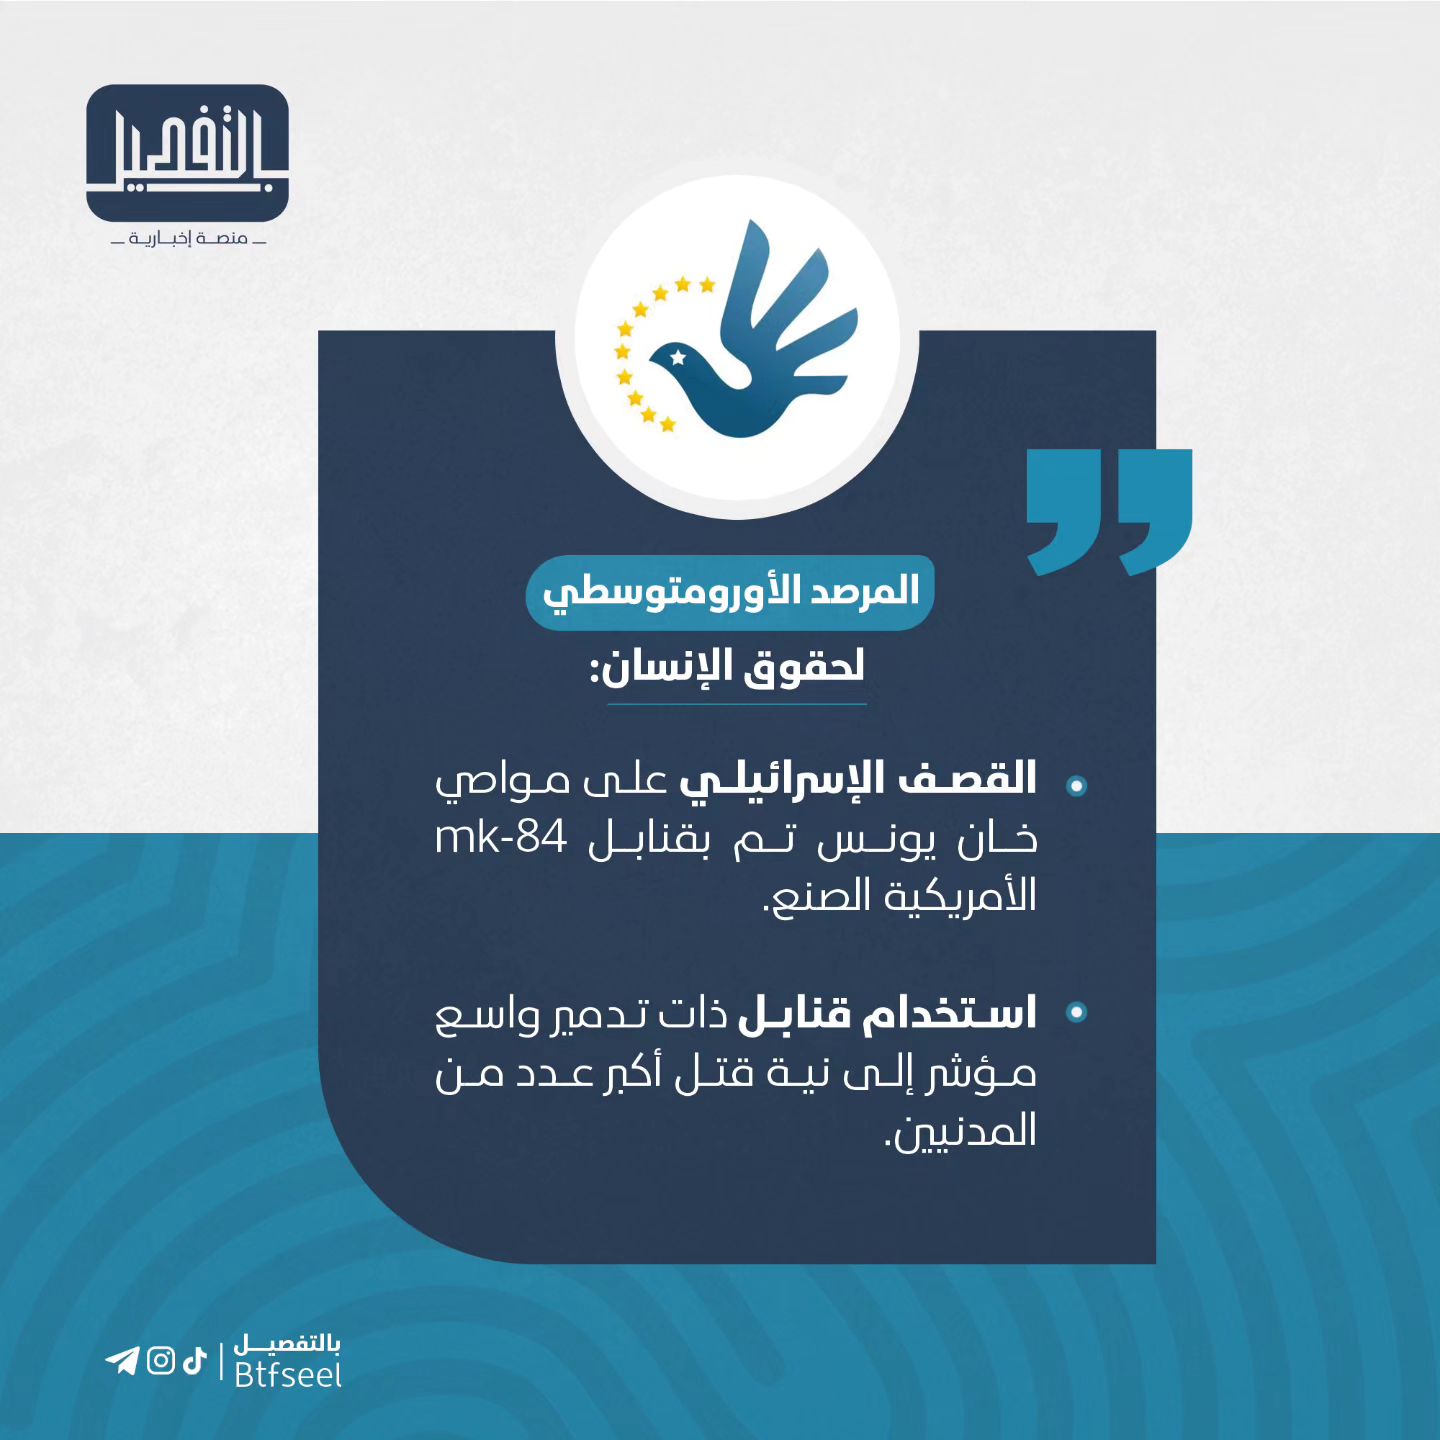 بالتفصيل
منصة إخبارية
المرصد الأورومتوسطي
لحقوق الإنسان:
القصف الإسرائيلي على مواصي
خان يونس تم بقنابل mk-84
الأمريكية الصنع.
استخدام قنابل ذات تدمير واسع
مؤشر إلى نية قتل أكبر عدد من
المدنيين.
بالتفصيل
Btfseel